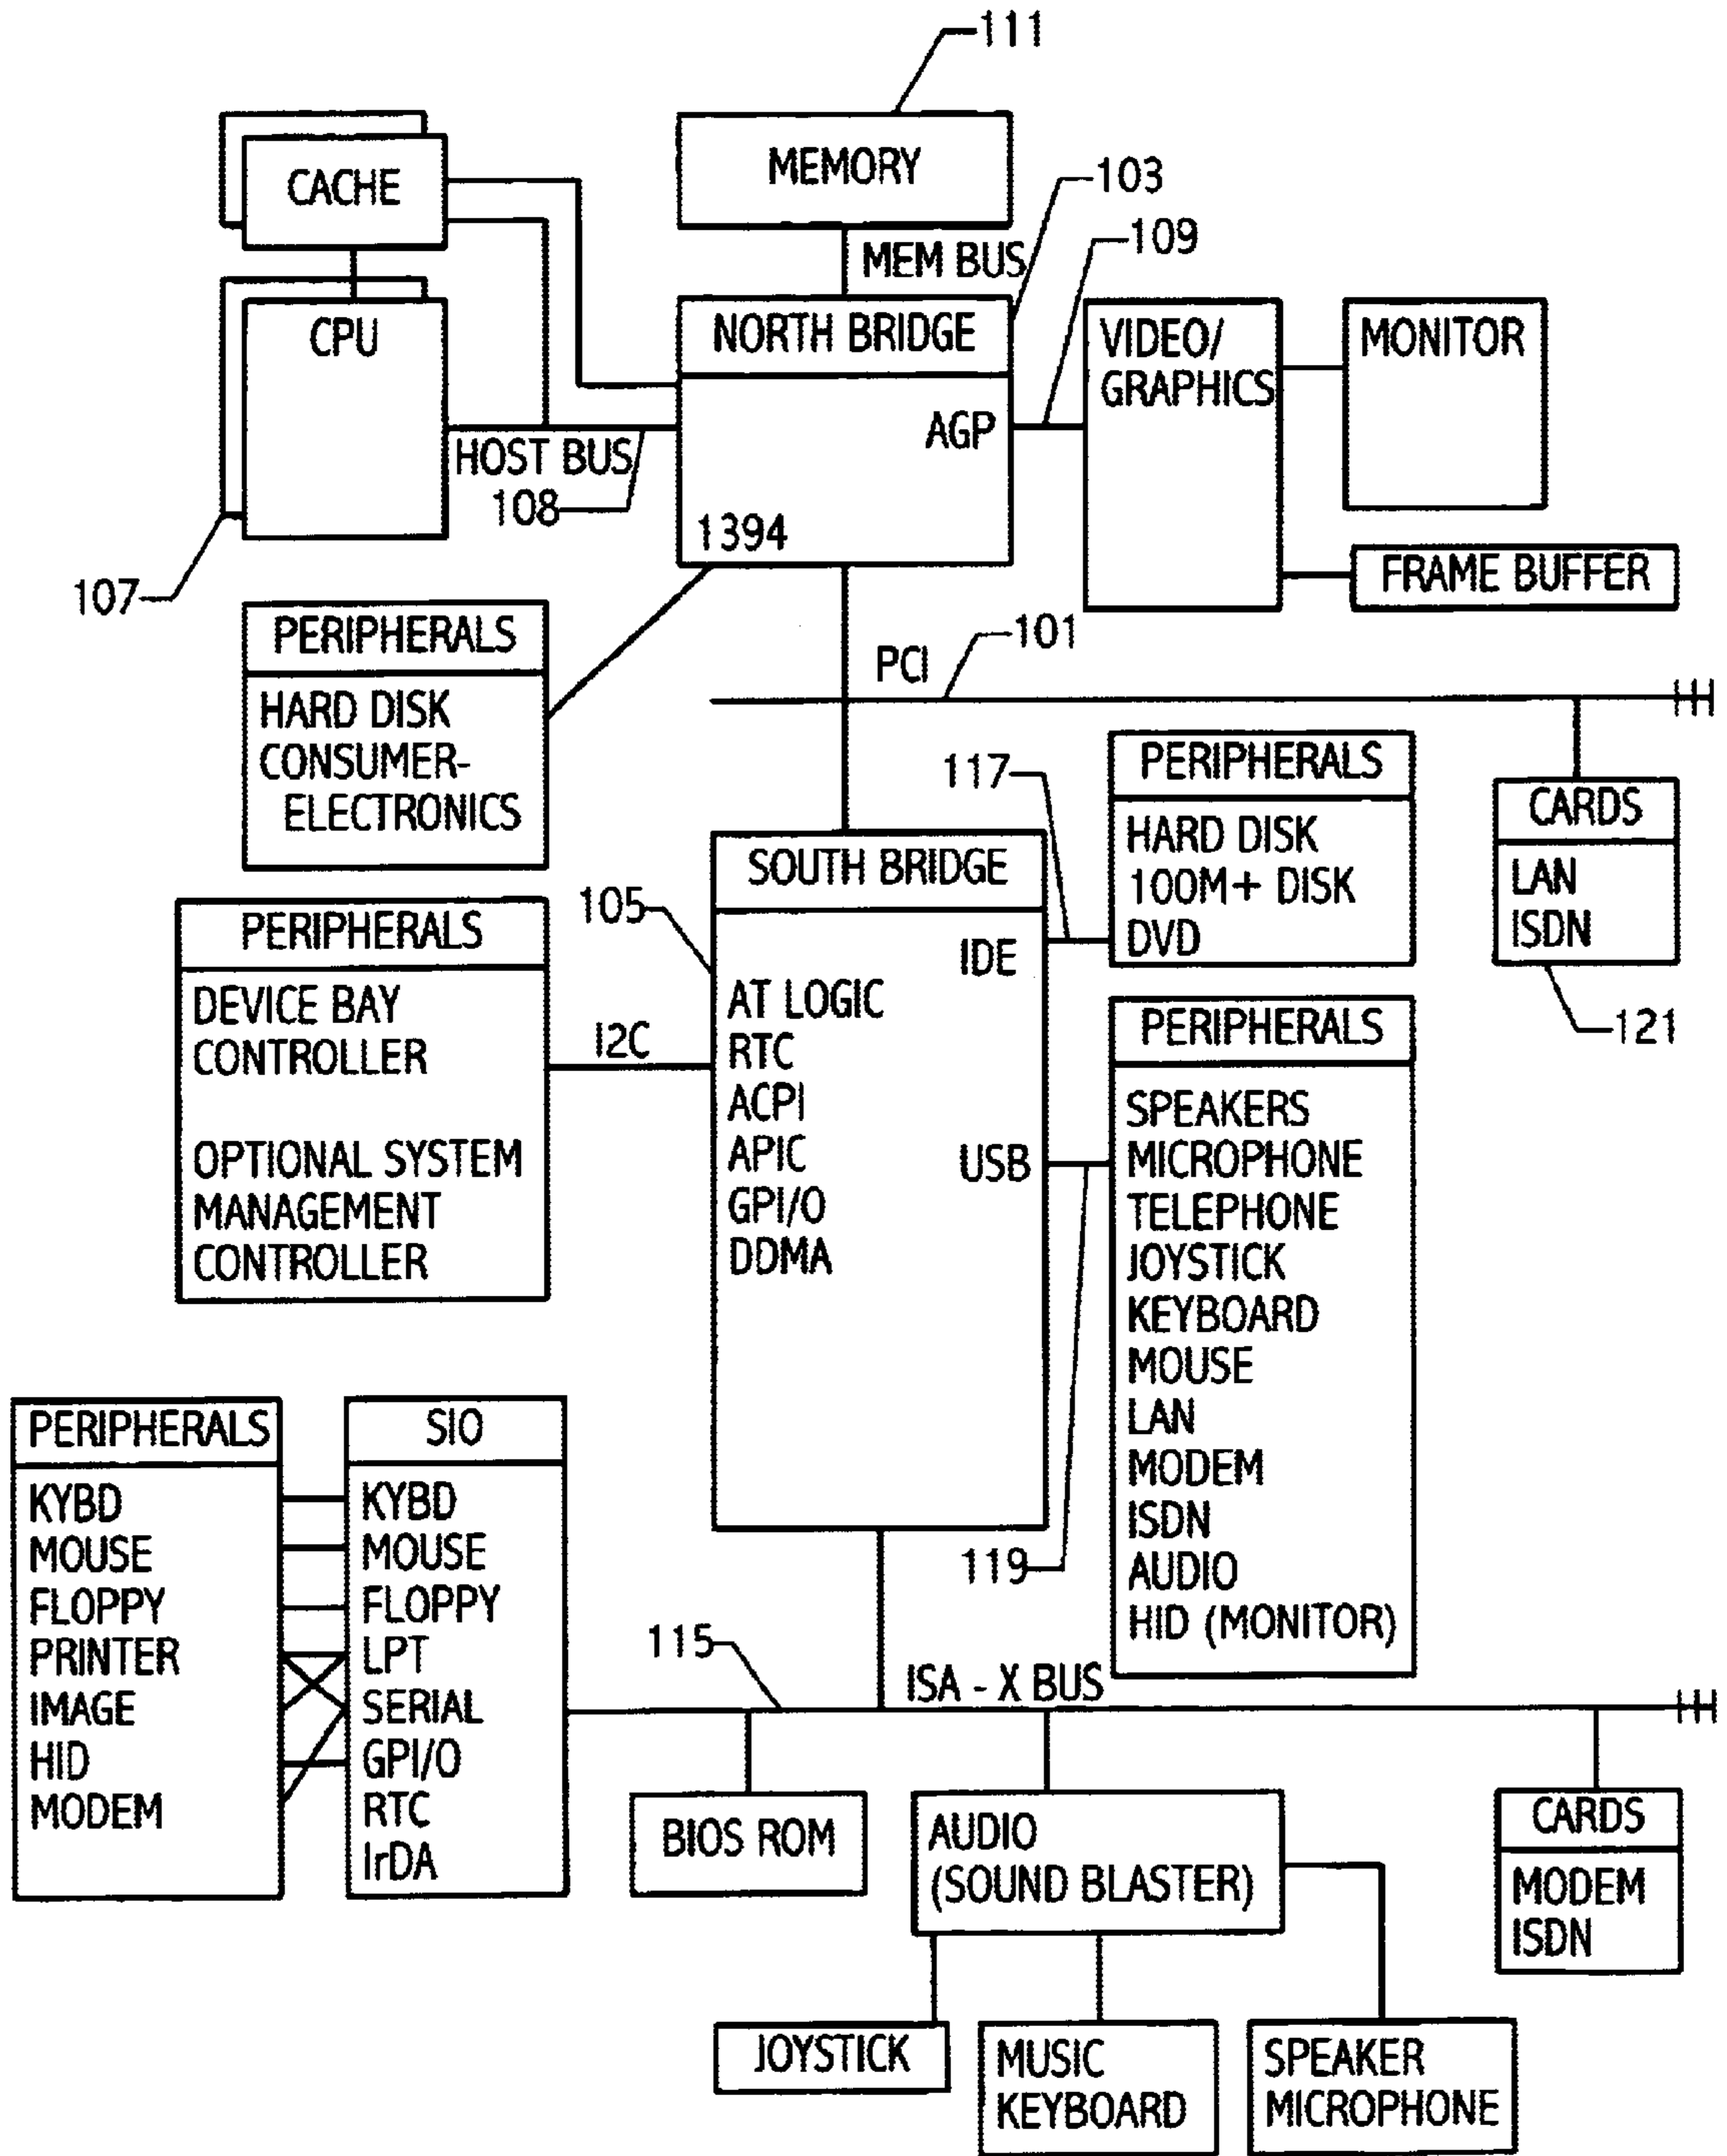 111
CACHE
MEMORY
103
109
MEM BUS
CPU
NORTH BRIDGE
VIDEO/
GRAPHICS
MONITOR
AGP
HOST BUS
108
1394
107
FRAME BUFFER
PERIPHERALS
HARD DISK
CONSUMER-
ELECTRONICS
101
PCI
117
PERIPHERALS
HARD DISK
100M+ DISK
DVD
CARDS
LAN
ISDN
121
SOUTH BRIDGE
105
IDE
AT LOGIC
RTC
ACPI
APIC
GPI/O
DDMA
USB
PERIPHERALS
DEVICE BAY
CONTROLLER
OPTIONAL SYSTEM
MANAGEMENT
CONTROLLER
I2C
PERIPHERALS
SPEAKERS
MICROPHONE
TELEPHONE
JOYSTICK
KEYBOARD
MOUSE
LAN
MODEM
ISDN
AUDIO
HID (MONITOR)
119
PERIPHERALS
KYBD
MOUSE
FLOPPY
PRINTER
IMAGE
HID
MODEM
SIO
KYBD
MOUSE
FLOPPY
LPT
SERIAL
GPI/O
RTC
IrDA
115
ISA - X BUS
BIOS ROM
AUDIO
(SOUND BLASTER)
CARDS
MODEM
ISDN
JOYSTICK
MUSIC
KEYBOARD
SPEAKER
MICROPHONE